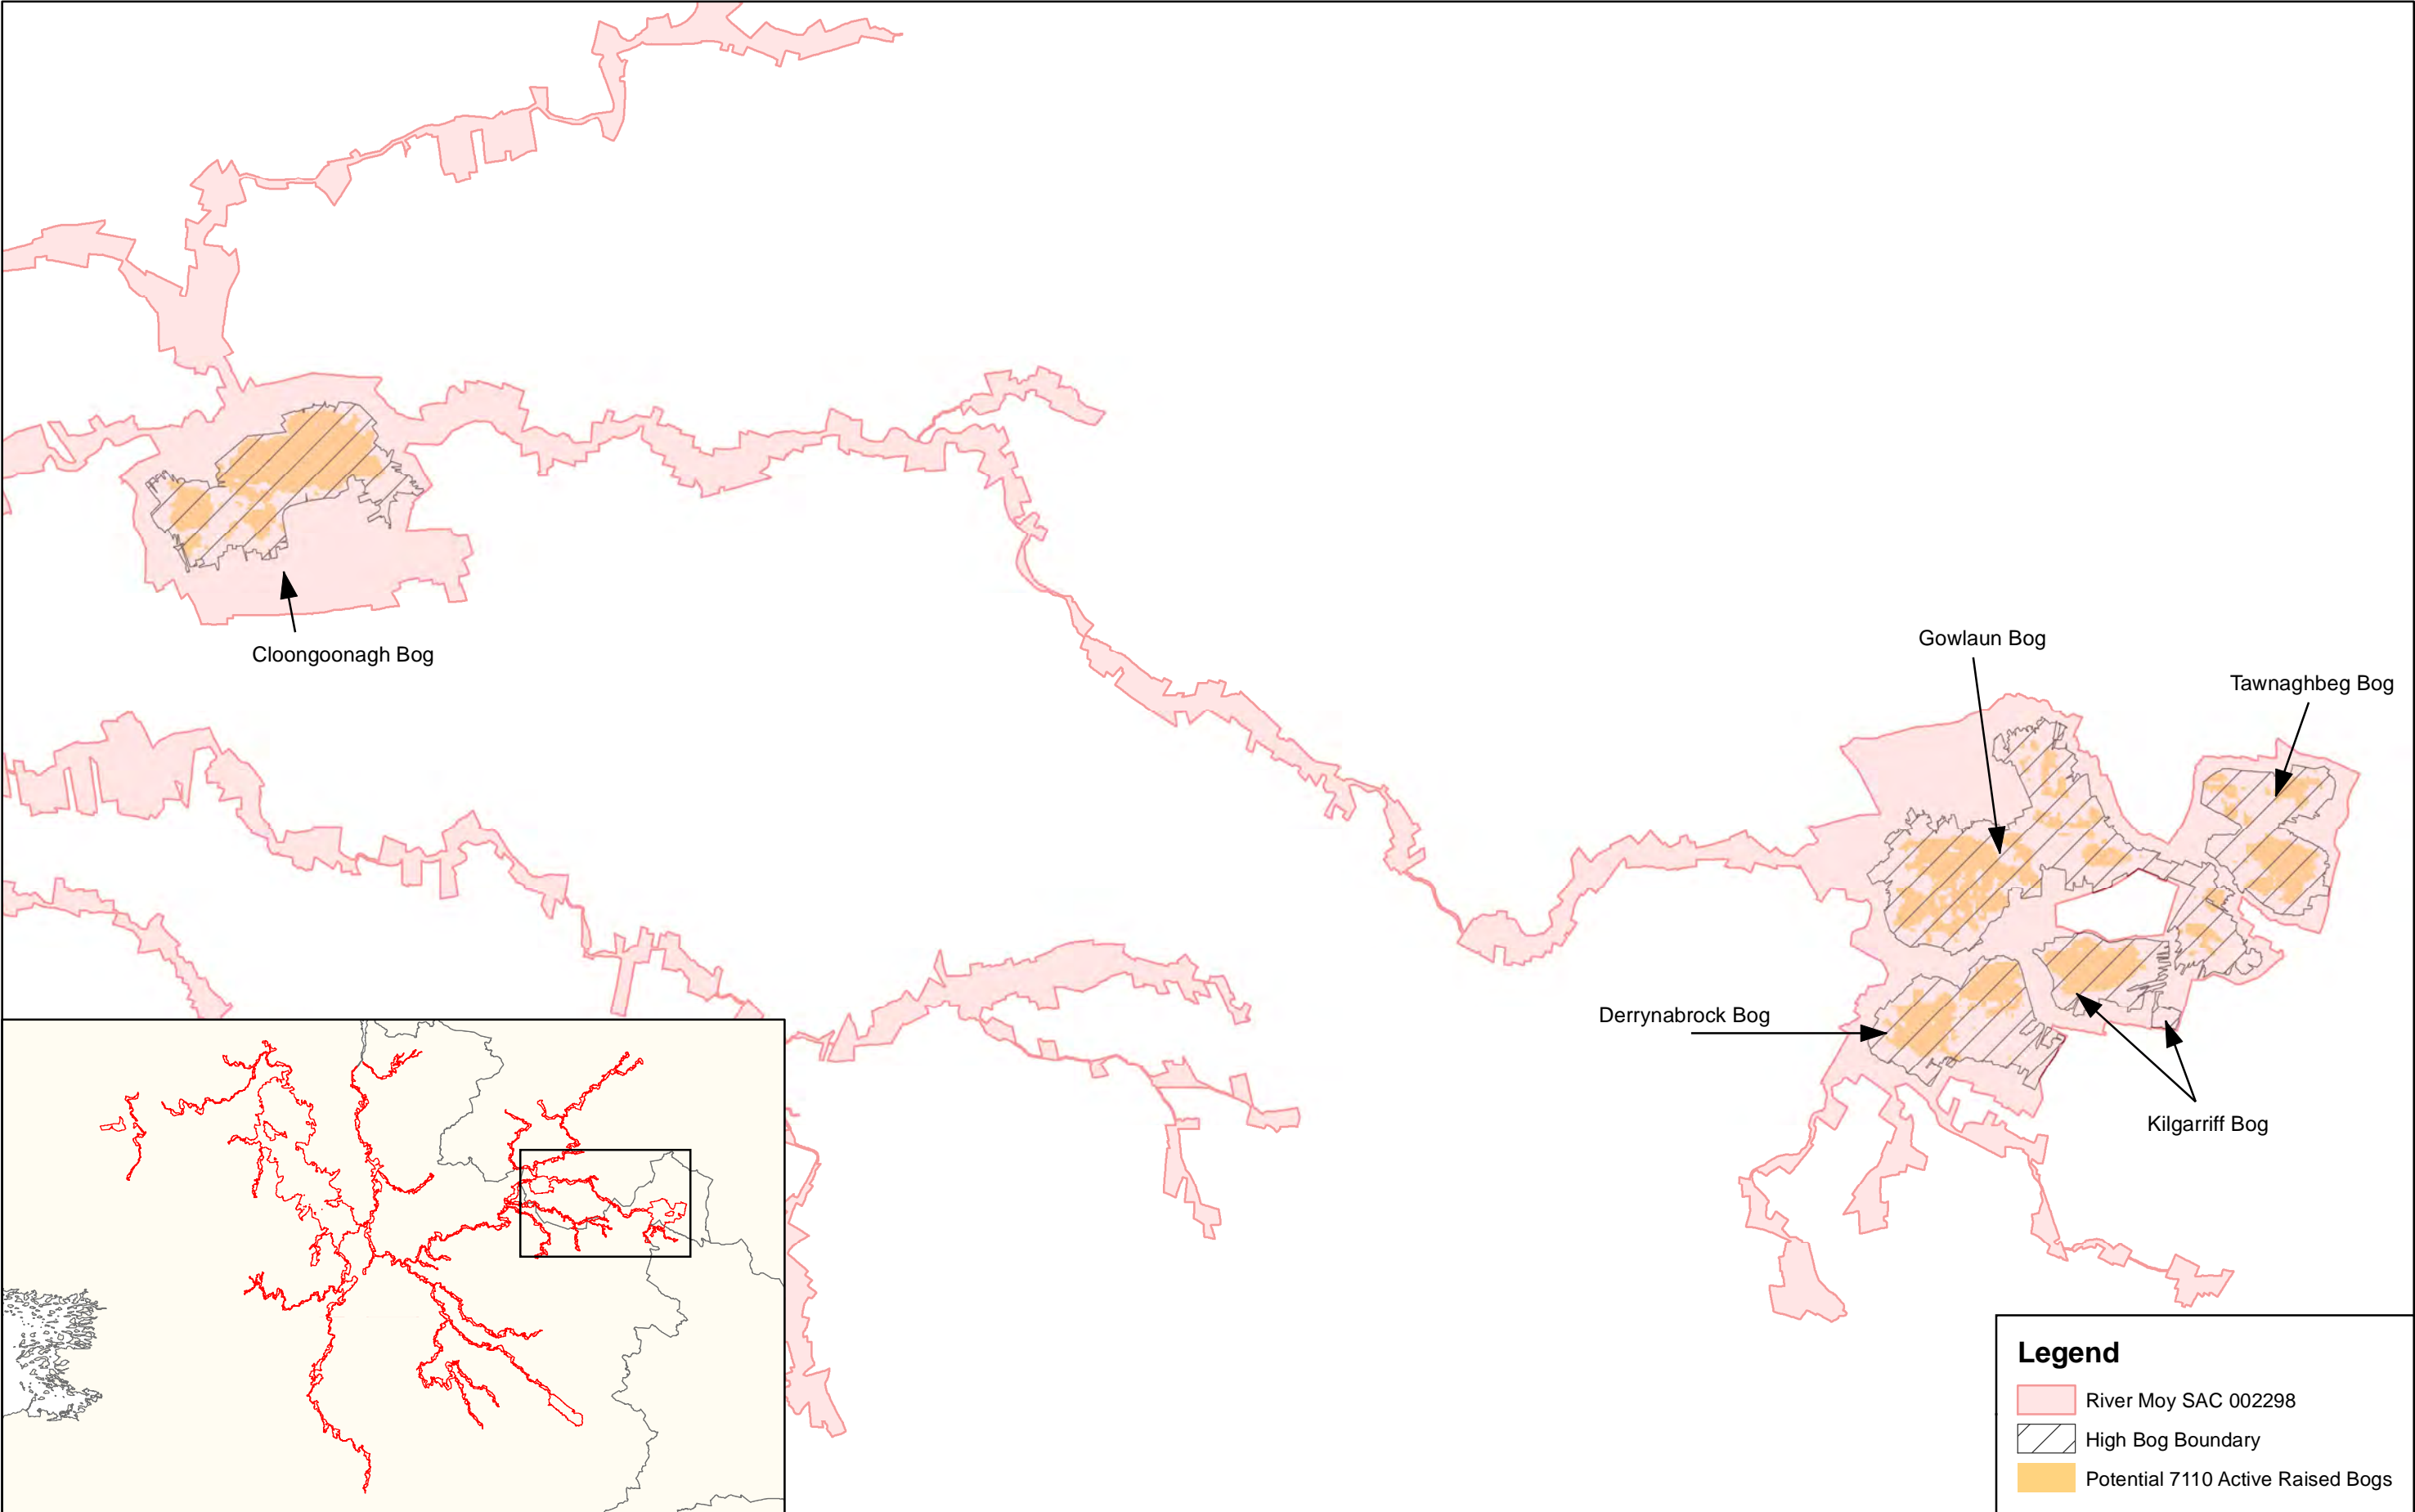 Cloongoonagh Bog
Gowlaun Bog
Tawnaghbeg Bog
Derrynabrock Bog
Kilgarriff Bog
Legend
River Moy SAC 002298
High Bog Boundary
Potential 7110 Active Raised Bogs